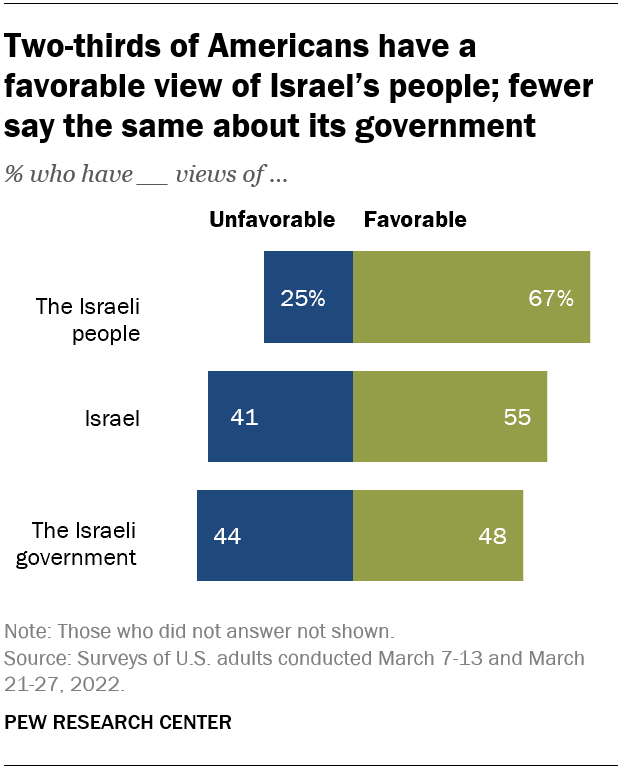 Two-thirds of Americans have a
favorable view of Israel’s people; fewer
say the same about its government
% who have __ views of ...
Unfavorable Favorable
The Israeli
people
25% 67%
Israel 41 55
The Israeli
government
44 48
Note: Those who did not answer not shown.
Source: Surveys of U.S. adults conducted March 7-13 and March
21-27, 2022.
PEW RESEARCH CENTER